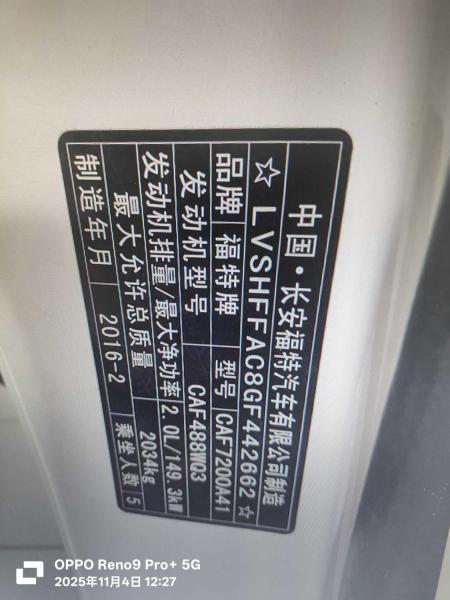 中国·长安福特汽车有限公司制造
☆LVSHFFAC8GF442662☆
品牌 福特牌 型号 CAF7200A41
发动机型号 CAF488WQ3
发动机排量/最大净功率 2.0L/149.3kW
最大允许总质量 2034kg
制造年月 2016-2 乘坐人数 5
OPPO Reno9 Pro+ 5G
2025年11月4日 12:27